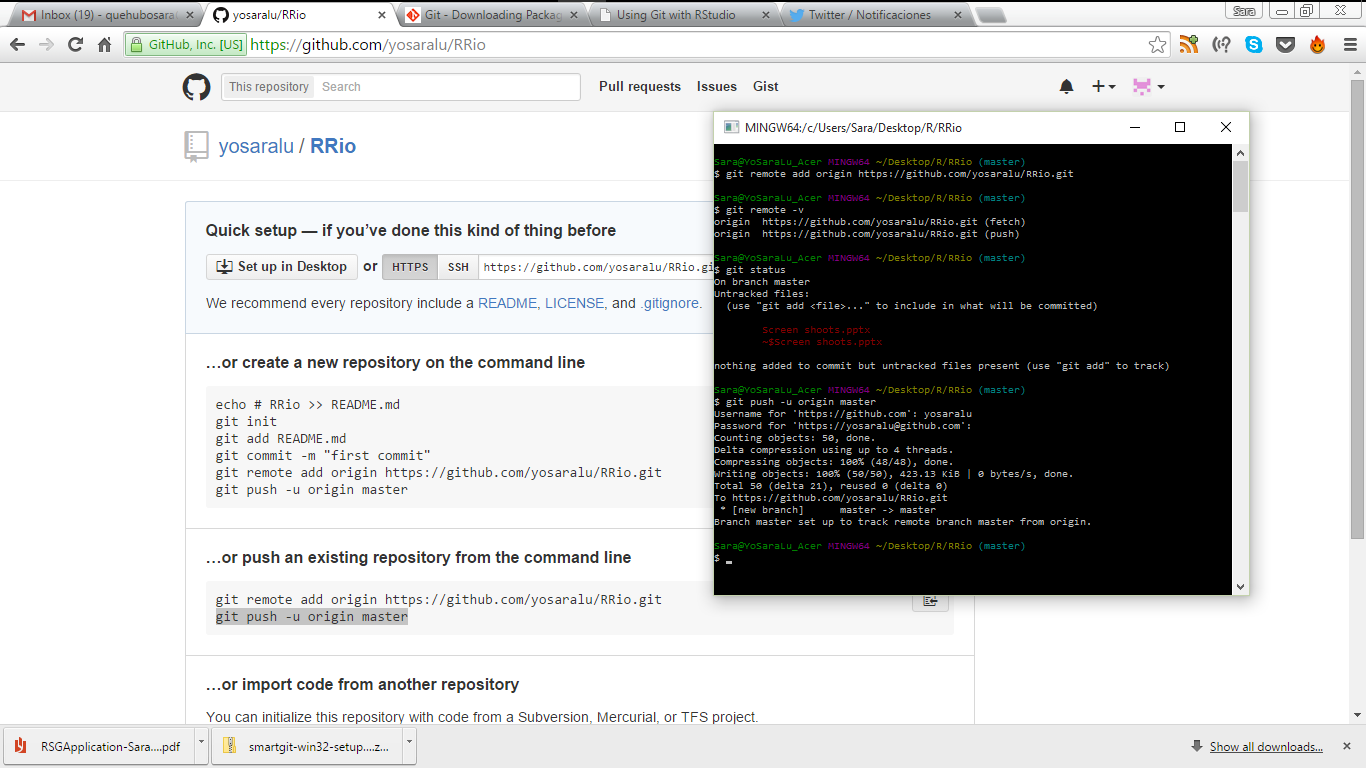 Inbox (19) - quehubosaral
yosaralu/RRio
Git - Downloading Packag
Using Git with RStudio
Twitter / Notificaciones
Sara
GitHub, Inc. [US]
https://github.com/yosaralu/RRio
This repository
Search
Pull requests
Issues
Gist
yosaralu / RRio
Quick setup — if you've done this kind of thing before
Set up in Desktop
or
HTTPS
SSH
https://github.com/yosaralu/RRio.gi
We recommend every repository include a README, LICENSE, and .gitignore.
…or create a new repository on the command line
echo # RRio >> README.md
git init
git add README.md
git commit -m "first commit"
git remote add origin https://github.com/yosaralu/RRio.git
git push -u origin master
…or push an existing repository from the command line
git remote add origin https://github.com/yosaralu/RRio.git
git push -u origin master
…or import code from another repository
You can initialize this repository with code from a Subversion, Mercurial, or TFS project.
MINGW64:/c/Users/Sara/Desktop/R/RRio
Sara@YoSaraLu_Acer MINGW64 ~/Desktop/R/RRio (master)
$ git remote add origin https://github.com/yosaralu/RRio.git
Sara@YoSaraLu_Acer MINGW64 ~/Desktop/R/RRio (master)
$ git remote -v
origin  https://github.com/yosaralu/RRio.git (fetch)
origin  https://github.com/yosaralu/RRio.git (push)
Sara@YoSaraLu_Acer MINGW64 ~/Desktop/R/RRio (master)
$ git status
On branch master
Untracked files:
(use "git add <file>..." to include in what will be committed)
Screen shoots.pptx
~$Screen shoots.pptx
nothing added to commit but untracked files present (use "git add" to track)
Sara@YoSaraLu_Acer MINGW64 ~/Desktop/R/RRio (master)
$ git push -u origin master
Username for 'https://github.com': yosaralu
Password for 'https://yosaralu@github.com':
Counting objects: 50, done.
Delta compression using up to 4 threads.
Compressing objects: 100% (48/48), done.
Writing objects: 100% (50/50), 423.13 KiB | 0 bytes/s, done.
Total 50 (delta 21), reused 0 (delta 0)
To https://github.com/yosaralu/RRio.git
* [new branch]      master -> master
Branch master set up to track remote branch master from origin.
Sara@YoSaraLu_Acer MINGW64 ~/Desktop/R/RRio (master)
$
RSGApplication-Sara....pdf
smartgit-win32-setup....z...
Show all downloads...